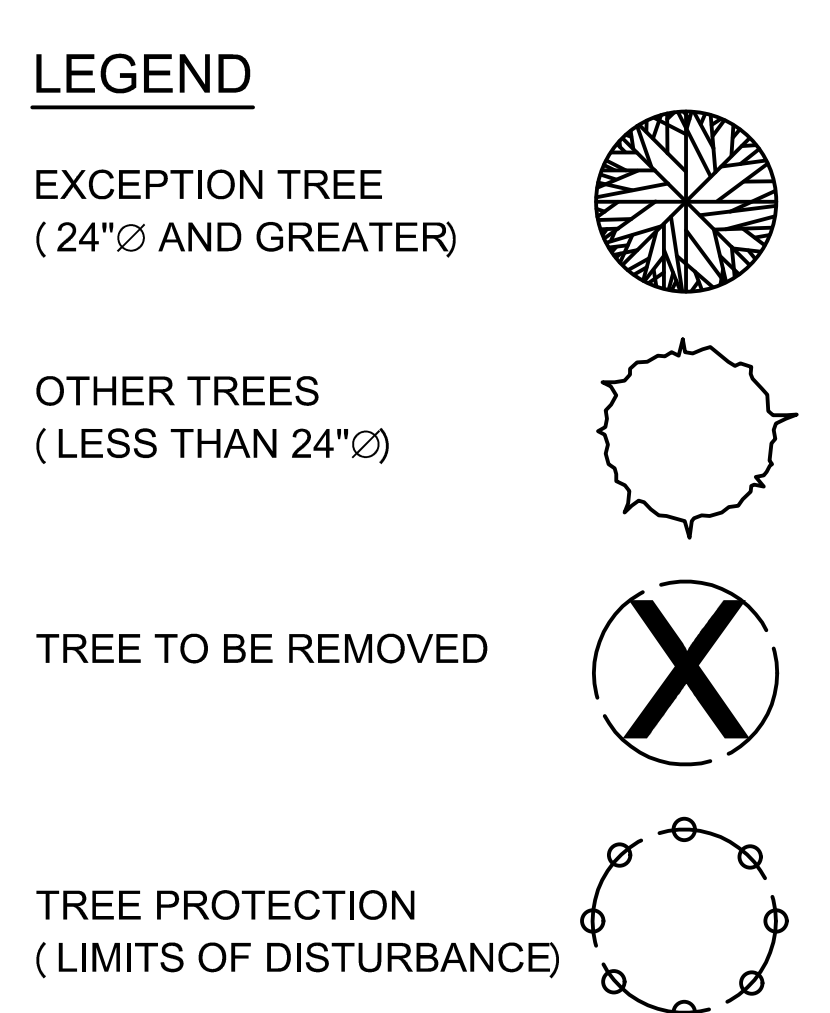 LEGEND
EXCEPTION TREE
( 24"∅ AND GREATER)
OTHER TREES
( LESS THAN 24"∅)
TREE TO BE REMOVED
X
TREE PROTECTION
( LIMITS OF DISTURBANCE)